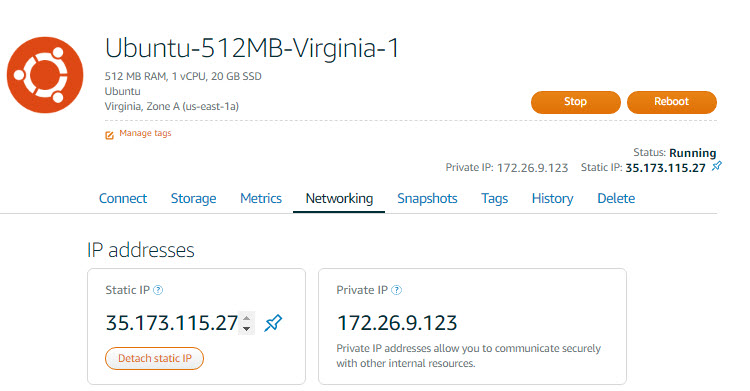 Ubuntu-512MB-Virginia-1
512 MB RAM, 1 vCPU, 20 GB SSD
Ubuntu
Virginia, Zone A (us-east-1a)
Stop Reboot
Manage tags
Status: Running
Private IP: 172.26.9.123 Static IP: 35.173.115.27
Connect Storage Metrics Networking Snapshots Tags History Delete
IP addresses
Static IP ?
35.173.115.27
Detach static IP
Private IP ?
172.26.9.123
Private IP addresses allow you to communicate securely
with other internal resources.